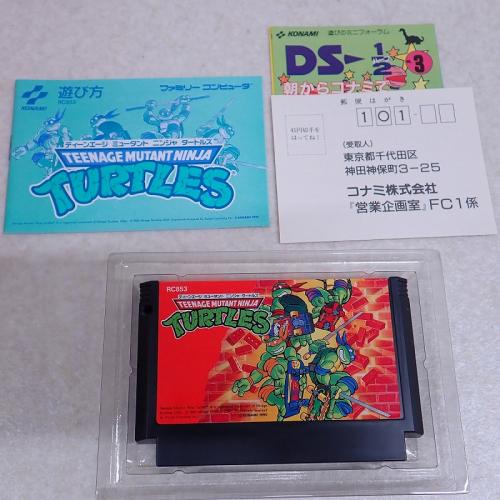 KONAMI
遊び方
RC853
ファミリー コンピュータ
ティーンエージ ミュータント ニンジャ タートルズ
TEENAGE MUTANT NINJA
TURTLES
KONAMI
遊びのミニフォーラム
DS-1/2 3
朝からコナミで
郵便はがき
101-
41円切手を
はってね!
(受取人)
東京都千代田区
神田神保町3-25
コナミ株式会社
『営業企画室』FC1係
RC853
ティーンエージ ミュータント ニンジャ タートルズ
TEENAGE MUTANT NINJA
TURTLES